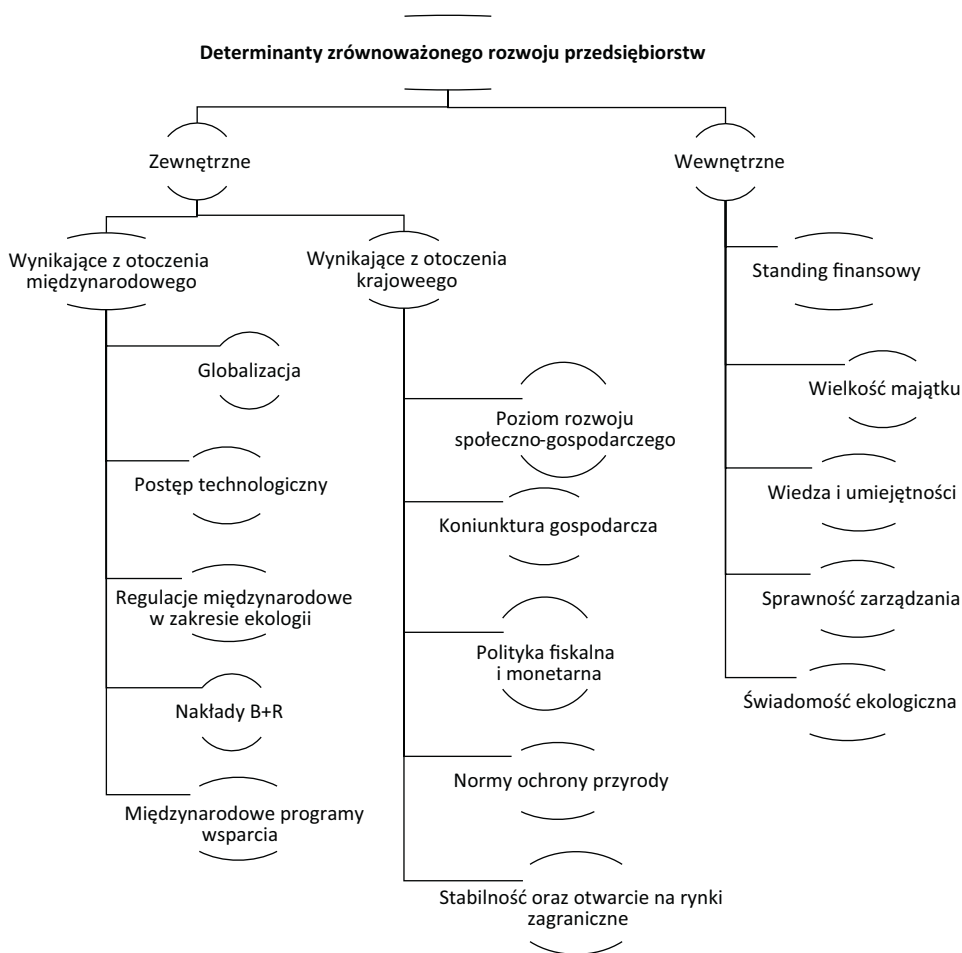 Determinanty zrównoważonego rozwoju przedsiębiorstw
Zewnętrzne
Wynikające z otoczenia
międzynarodowego
Globalizacja
Postęp technologiczny
Regulacje międzynarodowe
w zakresie ekologii
Nakłady B+R
Międzynarodowe programy
wsparcia
Wynikające z otoczenia
krajoweego
Poziom rozwoju
społeczno-gospodarczego
Koniunktura gospodarcza
Polityka fiskalna
i monetarna
Normy ochrony przyrody
Stabilność oraz otwarcie na rynki
zagraniczne
Wewnętrzne
Standing finansowy
Wielkość majątku
Wiedza i umiejętności
Sprawność zarządzania
Świadomość ekologiczna